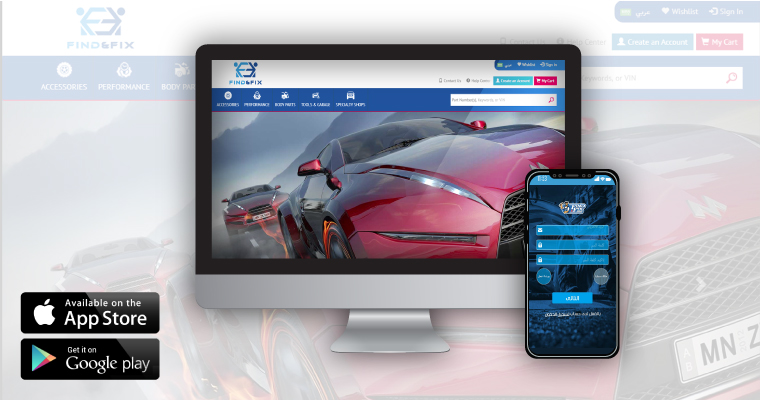 FIND&FIX
عربي
Wishlist
Sign In
Help Center
Create an Account
My Cart
ACCESSORIES
PERFORMANCE
BODY PA
Keywords, or VIN
FIND&FIX
عربي
Wishlist
Sign In
Contact Us
Help Center
Create an Account
My Cart
ACCESSORIES
PERFORMANCE
BODY PARTS
TOOLS & GARAGE
SPECIALTY SHOPS
Part Number(s), Keywords, or VIN
التالي
Available on the
App Store
Get it on
Google play
MN Z